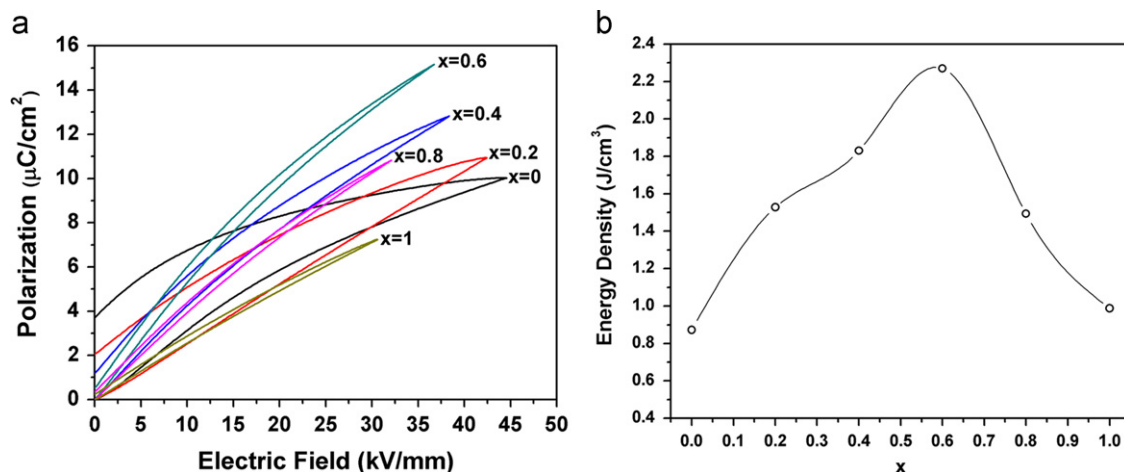 a
Polarization (μC/cm²)
16
14
12
10
8
6
4
2
0
x=0.6
x=0.4
x=0.8
x=0.2
x=0
x=1
0 5 10 15 20 25 30 35 40 45 50
Electric Field (kV/mm)
b
Energy Density (J/cm³)
2.4
2.2
2.0
1.8
1.6
1.4
1.2
1.0
0.8
0.6
0.4
0.0 0.1 0.2 0.3 0.4 0.5 0.6 0.7 0.8 0.9 1.0
x